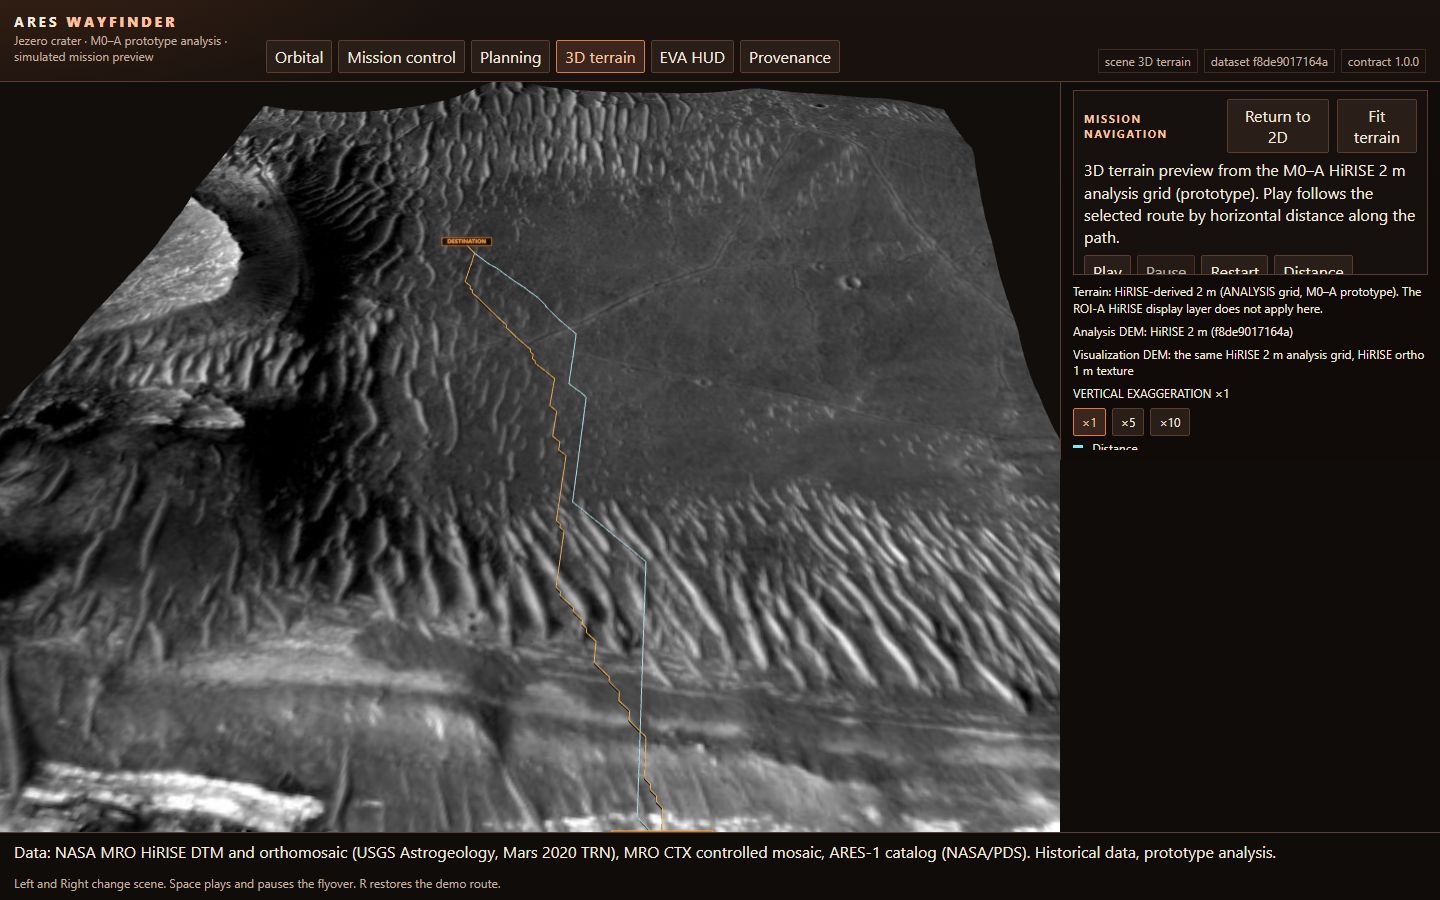 ARES WAYFINDER
Jezero crater · M0–A prototype analysis ·
simulated mission preview
Orbital
Mission control
Planning
3D terrain
EVA HUD
Provenance
scene 3D terrain
dataset f8de9017164a
contract 1.0.0
DESTINATION
MISSION
NAVIGATION
Return to
2D
Fit
terrain
3D terrain preview from the M0–A HiRISE 2 m
analysis grid (prototype). Play follows the
selected route by horizontal distance along the
path.
Play
Pause
Restart
Distance
Terrain: HiRISE-derived 2 m (ANALYSIS grid, M0–A prototype). The
ROI-A HiRISE display layer does not apply here.
Analysis DEM: HiRISE 2 m (f8de9017164a)
Visualization DEM: the same HiRISE 2 m analysis grid, HiRISE ortho
1 m texture
VERTICAL EXAGGERATION ×1
×1
×5
×10
Distance
Data: NASA MRO HiRISE DTM and orthomosaic (USGS Astrogeology, Mars 2020 TRN), MRO CTX controlled mosaic, ARES-1 catalog (NASA/PDS). Historical data, prototype analysis.
Left and Right change scene. Space plays and pauses the flyover. R restores the demo route.